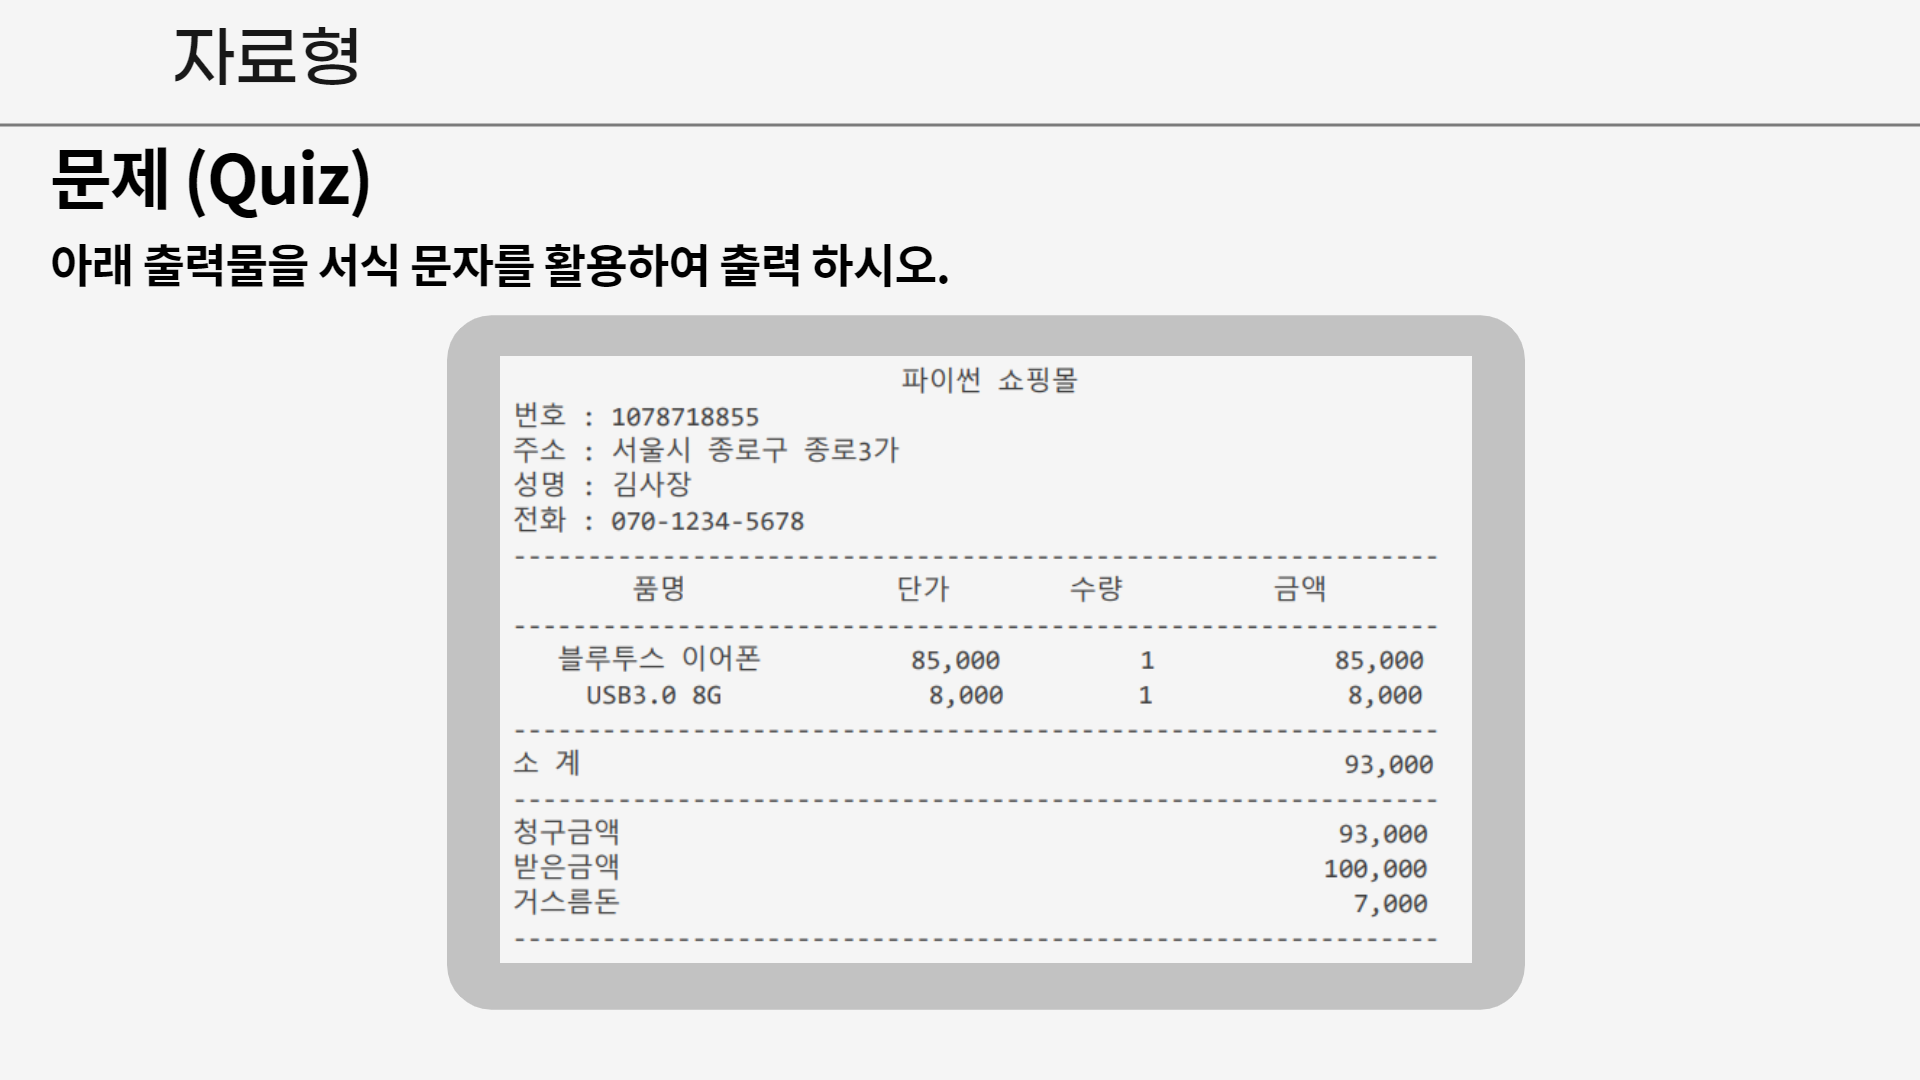 자료형
문제 (Quiz)
아래 출력물을 서식 문자를 활용하여 출력 하시오.
파이썬 쇼핑몰
번호 : 1078718855
주소 : 서울시 종로구 종로3가
성명 : 김사장
전화 : 070-1234-5678
---------------------------------------------------------------
품명 단가 수량 금액
---------------------------------------------------------------
블루투스 이어폰 85,000 1 85,000
USB3.0 8G 8,000 1 8,000
---------------------------------------------------------------
소 계 93,000
---------------------------------------------------------------
청구금액 93,000
받은금액 100,000
거스름돈 7,000
---------------------------------------------------------------